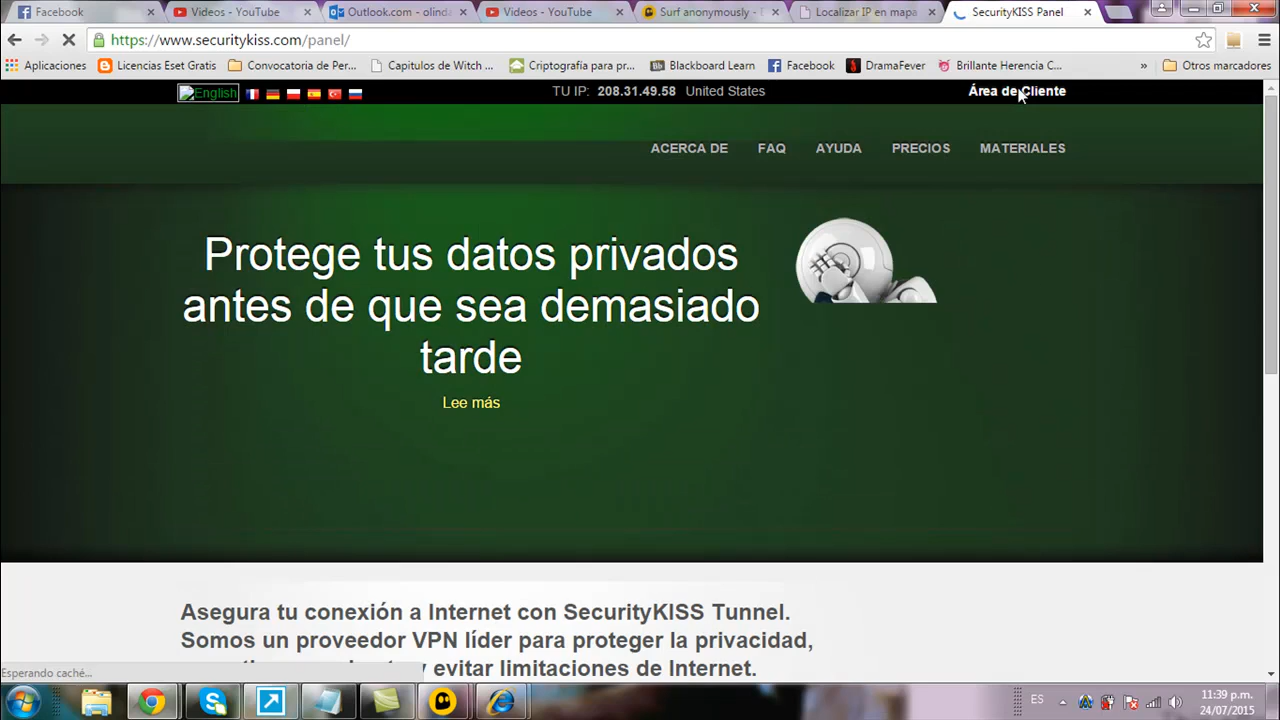 Facebook
Videos - YouTube
Outlook.com - olinda
Videos - YouTube
Surf anonymously - E
Localizar IP en mapa
SecurityKISS Panel
https://www.securitykiss.com/panel/
Aplicaciones
Licencias Eset Gratis
Convocatoria de Per...
Capitulos de Witch ...
Criptografía para pr...
Bb
Blackboard Learn
Facebook
DramaFever
Brillante Herencia C...
»
Otros marcadores
English
TU IP: 208.31.49.58 United States
Área de Cliente
ACERCA DE
FAQ
AYUDA
PRECIOS
MATERIALES
Protege tus datos privados
antes de que sea demasiado
tarde
Lee más
Asegura tu conexión a Internet con SecurityKISS Tunnel.
Somos un proveedor VPN líder para proteger la privacidad,
y evitar limitaciones de Internet.
Esperando caché...
ES
11:39 p.m.
24/07/2015